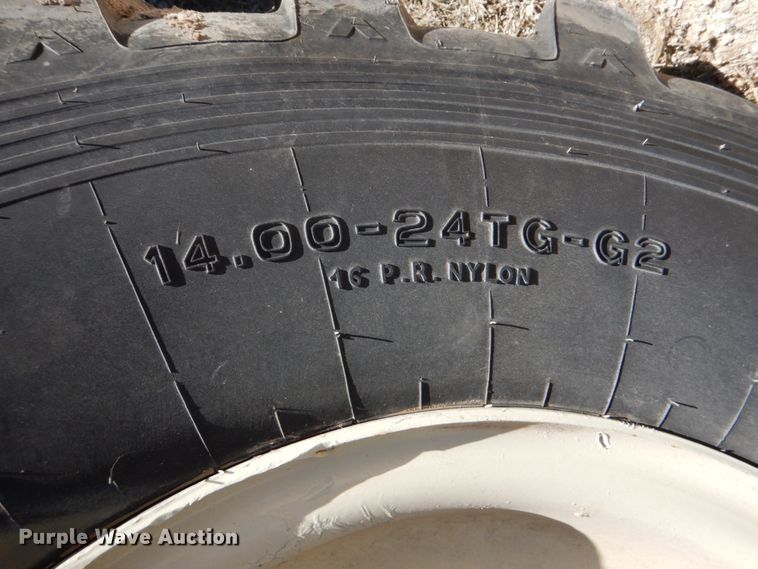 14.00-24TG-G2
16 P.R. NYLON
Purple Wave Auction